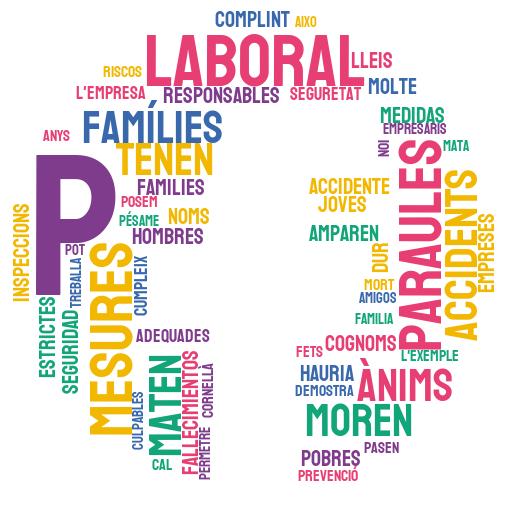 COMPLINT
AIXO
LABORAL
LLEIS
RISCOS
L'EMPRESA
RESPONSABLES
SEGURETAT
MOLTE
FAMÍLIES
MEDIDAS
EMPRESARIS
ANYS
TENEN
NOI
MATA
P
FAMILIES
ACCIDENTE
PARAULES
ACCIDENTS
POSEM
JOVES
INSPECCIONS
PÉSAME
NOMS
EMPRESES
HOMBRES
AMPAREN
POT
MESURES
DUR
TREBALLA
CUMPLEIX
MORT
AMIGOS
ESTRICTES
SEGURIDAD
FAMILIA
ADEQUADES
COGNOMS
FETS
L'EXEMPLE
MATEN
FALLECIMIENTOS
CORNELLÀ
HAURIA
ÀNIMS
DEMOSTRA
CULPABLES
MOREN
PERMETRE
PASEN
CAL
POBRES
PREVENCIÓ